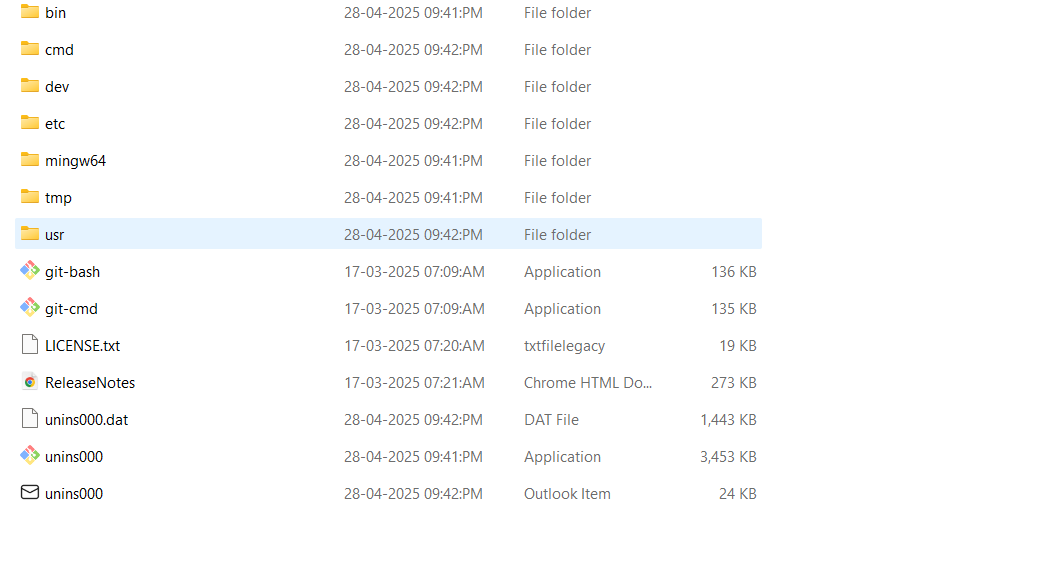 bin 28-04-2025 09:41:PM File folder
cmd 28-04-2025 09:42:PM File folder
dev 28-04-2025 09:42:PM File folder
etc 28-04-2025 09:42:PM File folder
mingw64 28-04-2025 09:41:PM File folder
tmp 28-04-2025 09:41:PM File folder
usr 28-04-2025 09:42:PM File folder
git-bash 17-03-2025 07:09:AM Application 136 KB
git-cmd 17-03-2025 07:09:AM Application 135 KB
LICENSE.txt 17-03-2025 07:20:AM txtfilelegacy 19 KB
ReleaseNotes 17-03-2025 07:21:AM Chrome HTML Do... 273 KB
unins000.dat 28-04-2025 09:42:PM DAT File 1,443 KB
unins000 28-04-2025 09:41:PM Application 3,453 KB
unins000 28-04-2025 09:42:PM Outlook Item 24 KB